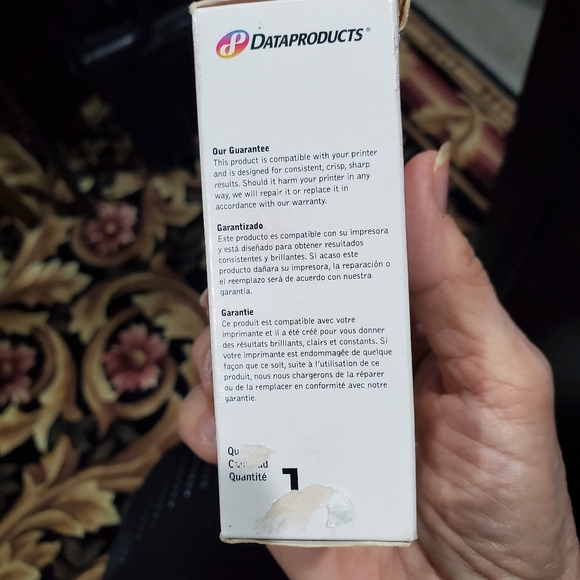 DATAPRODUCTS®
Our Guarantee
This product is compatible with your printer
and is designed for consistent, crisp, sharp
results. Should it harm your printer in any
way, we will repair it or replace it in
accordance with our warranty.
Garantizado
Este producto es compatible con su impresora
y está diseñado para obtener resultados
consistentes y brillantes. Si acaso este
producto dañara su impresora, la reparación o
el reemplazo será de acuerdo con nuestra
garantía.
Garantie
Ce produit est compatible avec votre
imprimante et il a été créé pour vous donner
des résultats brilliants, clairs et constants. Si
votre imprimante est endommagée de quelque
façon que ce soit, suite à l'utilisation de ce
produit, nous nous chargerons de la réparer
ou de la remplacer en conformité avec notre
garantie.
Quantité 1